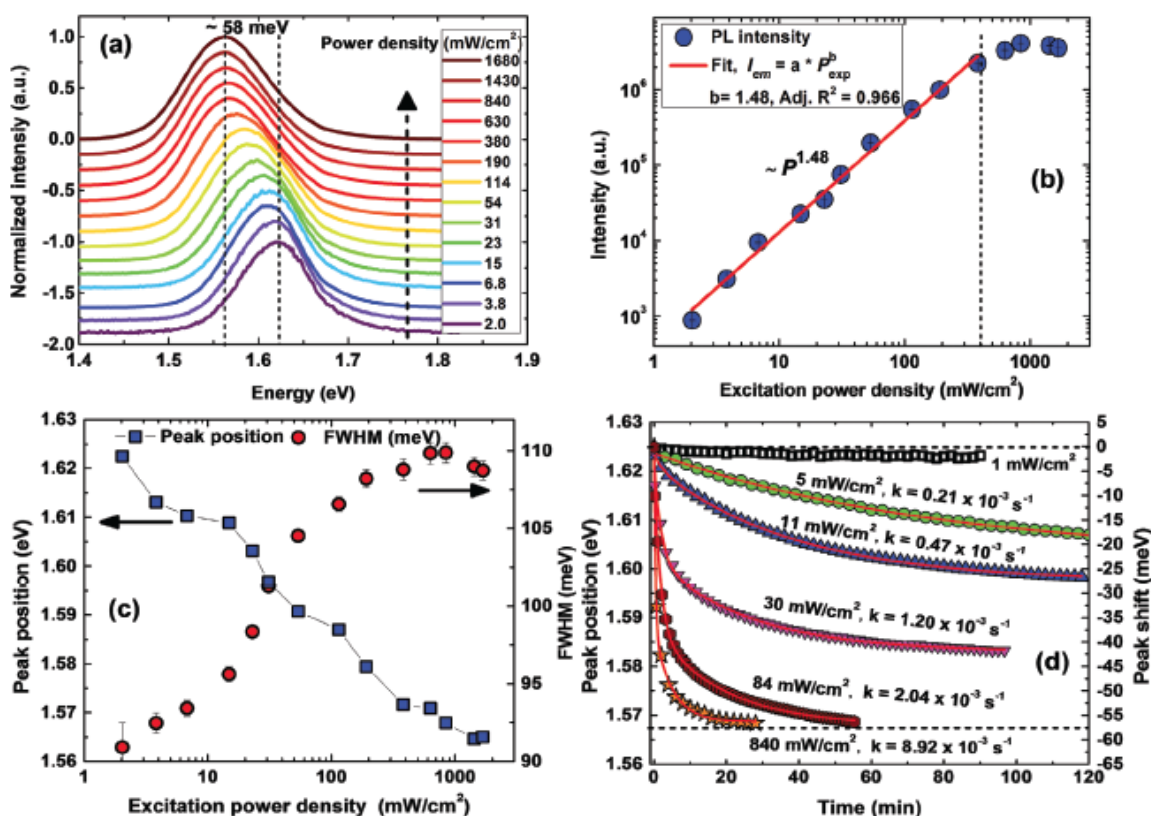 (a)
~ 58 meV
Power density (mW/cm²)
1680
1430
840
630
380
190
114
54
31
23
15
6.8
3.8
2.0
1.0
0.5
0.0
-0.5
-1.0
-1.5
-2.0
Normalized intensiy (a.u.)
1.4 1.5 1.6 1.7 1.8 1.9
Energy (eV)
PL intensity
Fit, I_em = a * P_exp^b
b= 1.48, Adj. R² = 0.966
~ P^1.48
(b)
10⁶
10⁵
10⁴
10³
Intensity (a.u.)
1 10 100 1000
Excitation power density (mW/cm²)
Peak position FWHM (meV)
(c)
1.63
1.62
1.61
1.60
1.59
1.58
1.57
1.56
Peak position (eV)
110
105
100
95
90
FWHM (meV)
1 10 100 1000
Excitation power density (mW/cm²)
1 mW/cm²
5 mW/cm², k = 0.21 x 10⁻³ s⁻¹
11 mW/cm², k = 0.47 x 10⁻³ s⁻¹
30 mW/cm², k = 1.20 x 10⁻³ s⁻¹
(d)
84 mW/cm², k = 2.04 x 10⁻³ s⁻¹
840 mW/cm², k = 8.92 x 10⁻³ s⁻¹
1.63
1.62
1.61
1.60
1.59
1.58
1.57
1.56
Peak position (eV)
5
0
-5
-10
-15
-20
-25
-30
-35
-40
-45
-50
-55
-60
-65
Peak shift (meV)
0 20 40 60 80 100 120
Time (min)